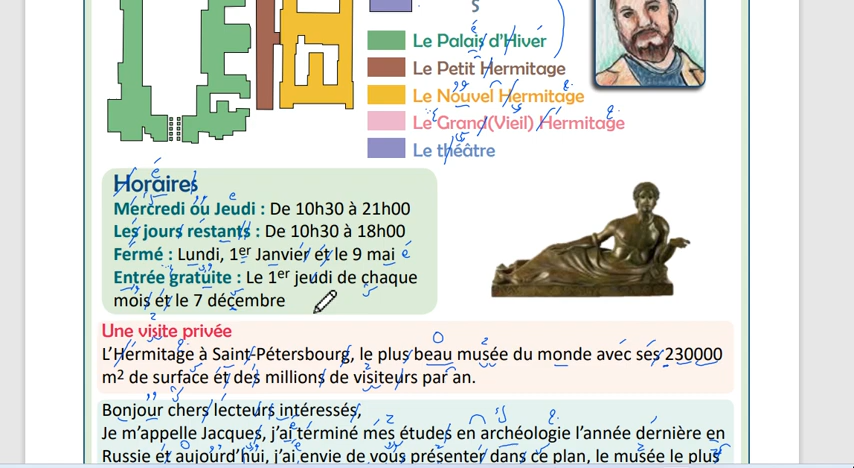 Le Palais d'Hiver
Le Petit Hermitage
Le Nouvel Hermitage
Le Grand(Vieil) Hermitage
Le théâtre
Horaires
Mercredi où Jeudi : De 10h30 à 21h00
Les jours restants : De 10h30 à 18h00
Fermé : Lundi, 1er Janvier et le 9 mai
Entrée gratuite : Le 1er jeudi de chaque
mois et le 7 décembre
Une visite privée
L'Hermitage à Saint-Pétersbourg, le plus beau musée du monde avec ses 230000
m2 de surface et des millions de visiteurs par an.
Bonjour chers lecteurs intéressés,
Je m'appelle Jacques, j'ai terminé mes études en archéologie l'année dernière en
Russie et aujourd'hui, j'ai envie de vous présenter dans ce plan, le musée le plus